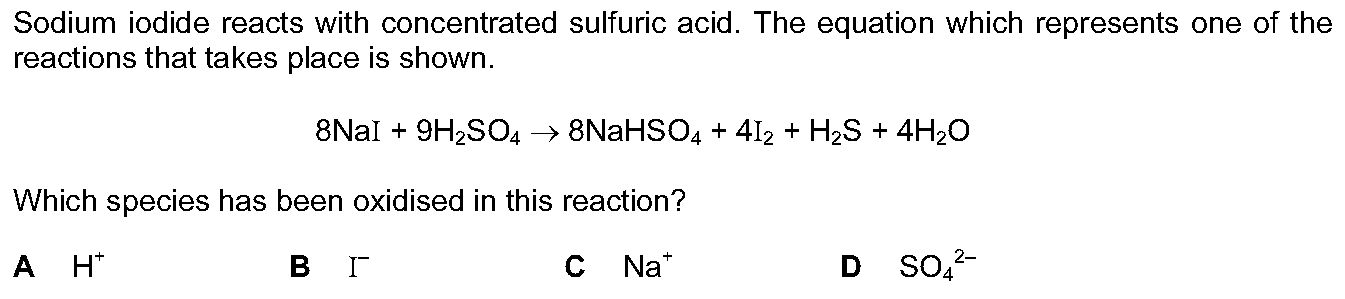 Sodium iodide reacts with concentrated sulfuric acid. The equation which represents one of the
reactions that takes place is shown.
8NaI + 9H₂SO₄ → 8NaHSO₄ + 4I₂ + H₂S + 4H₂O
Which species has been oxidised in this reaction?
A H⁺ B I⁻ C Na⁺ D SO₄²⁻